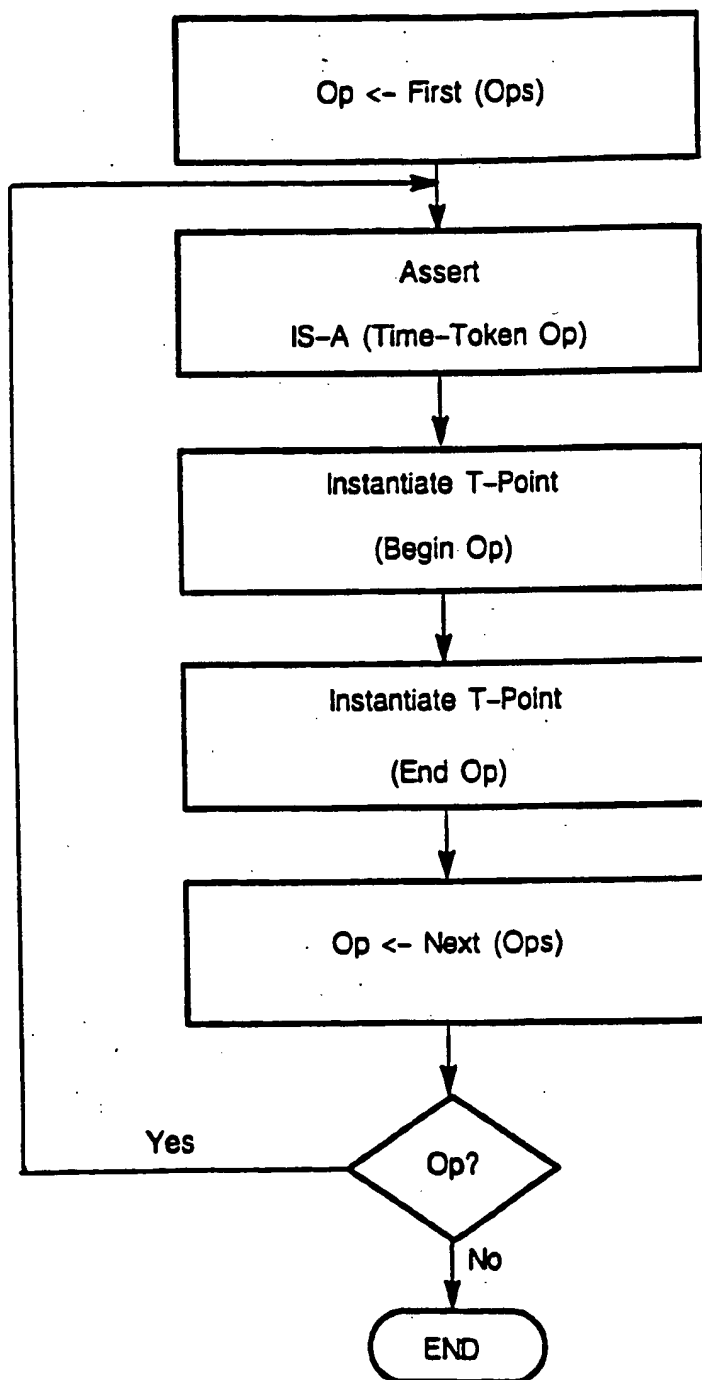 Op <- First (Ops)
Assert
IS-A (Time-Token Op)
Instantiate T-Point
(Begin Op)
Instantiate T-Point
(End Op)
Op <- Next (Ops)
Op?
Yes
No
END